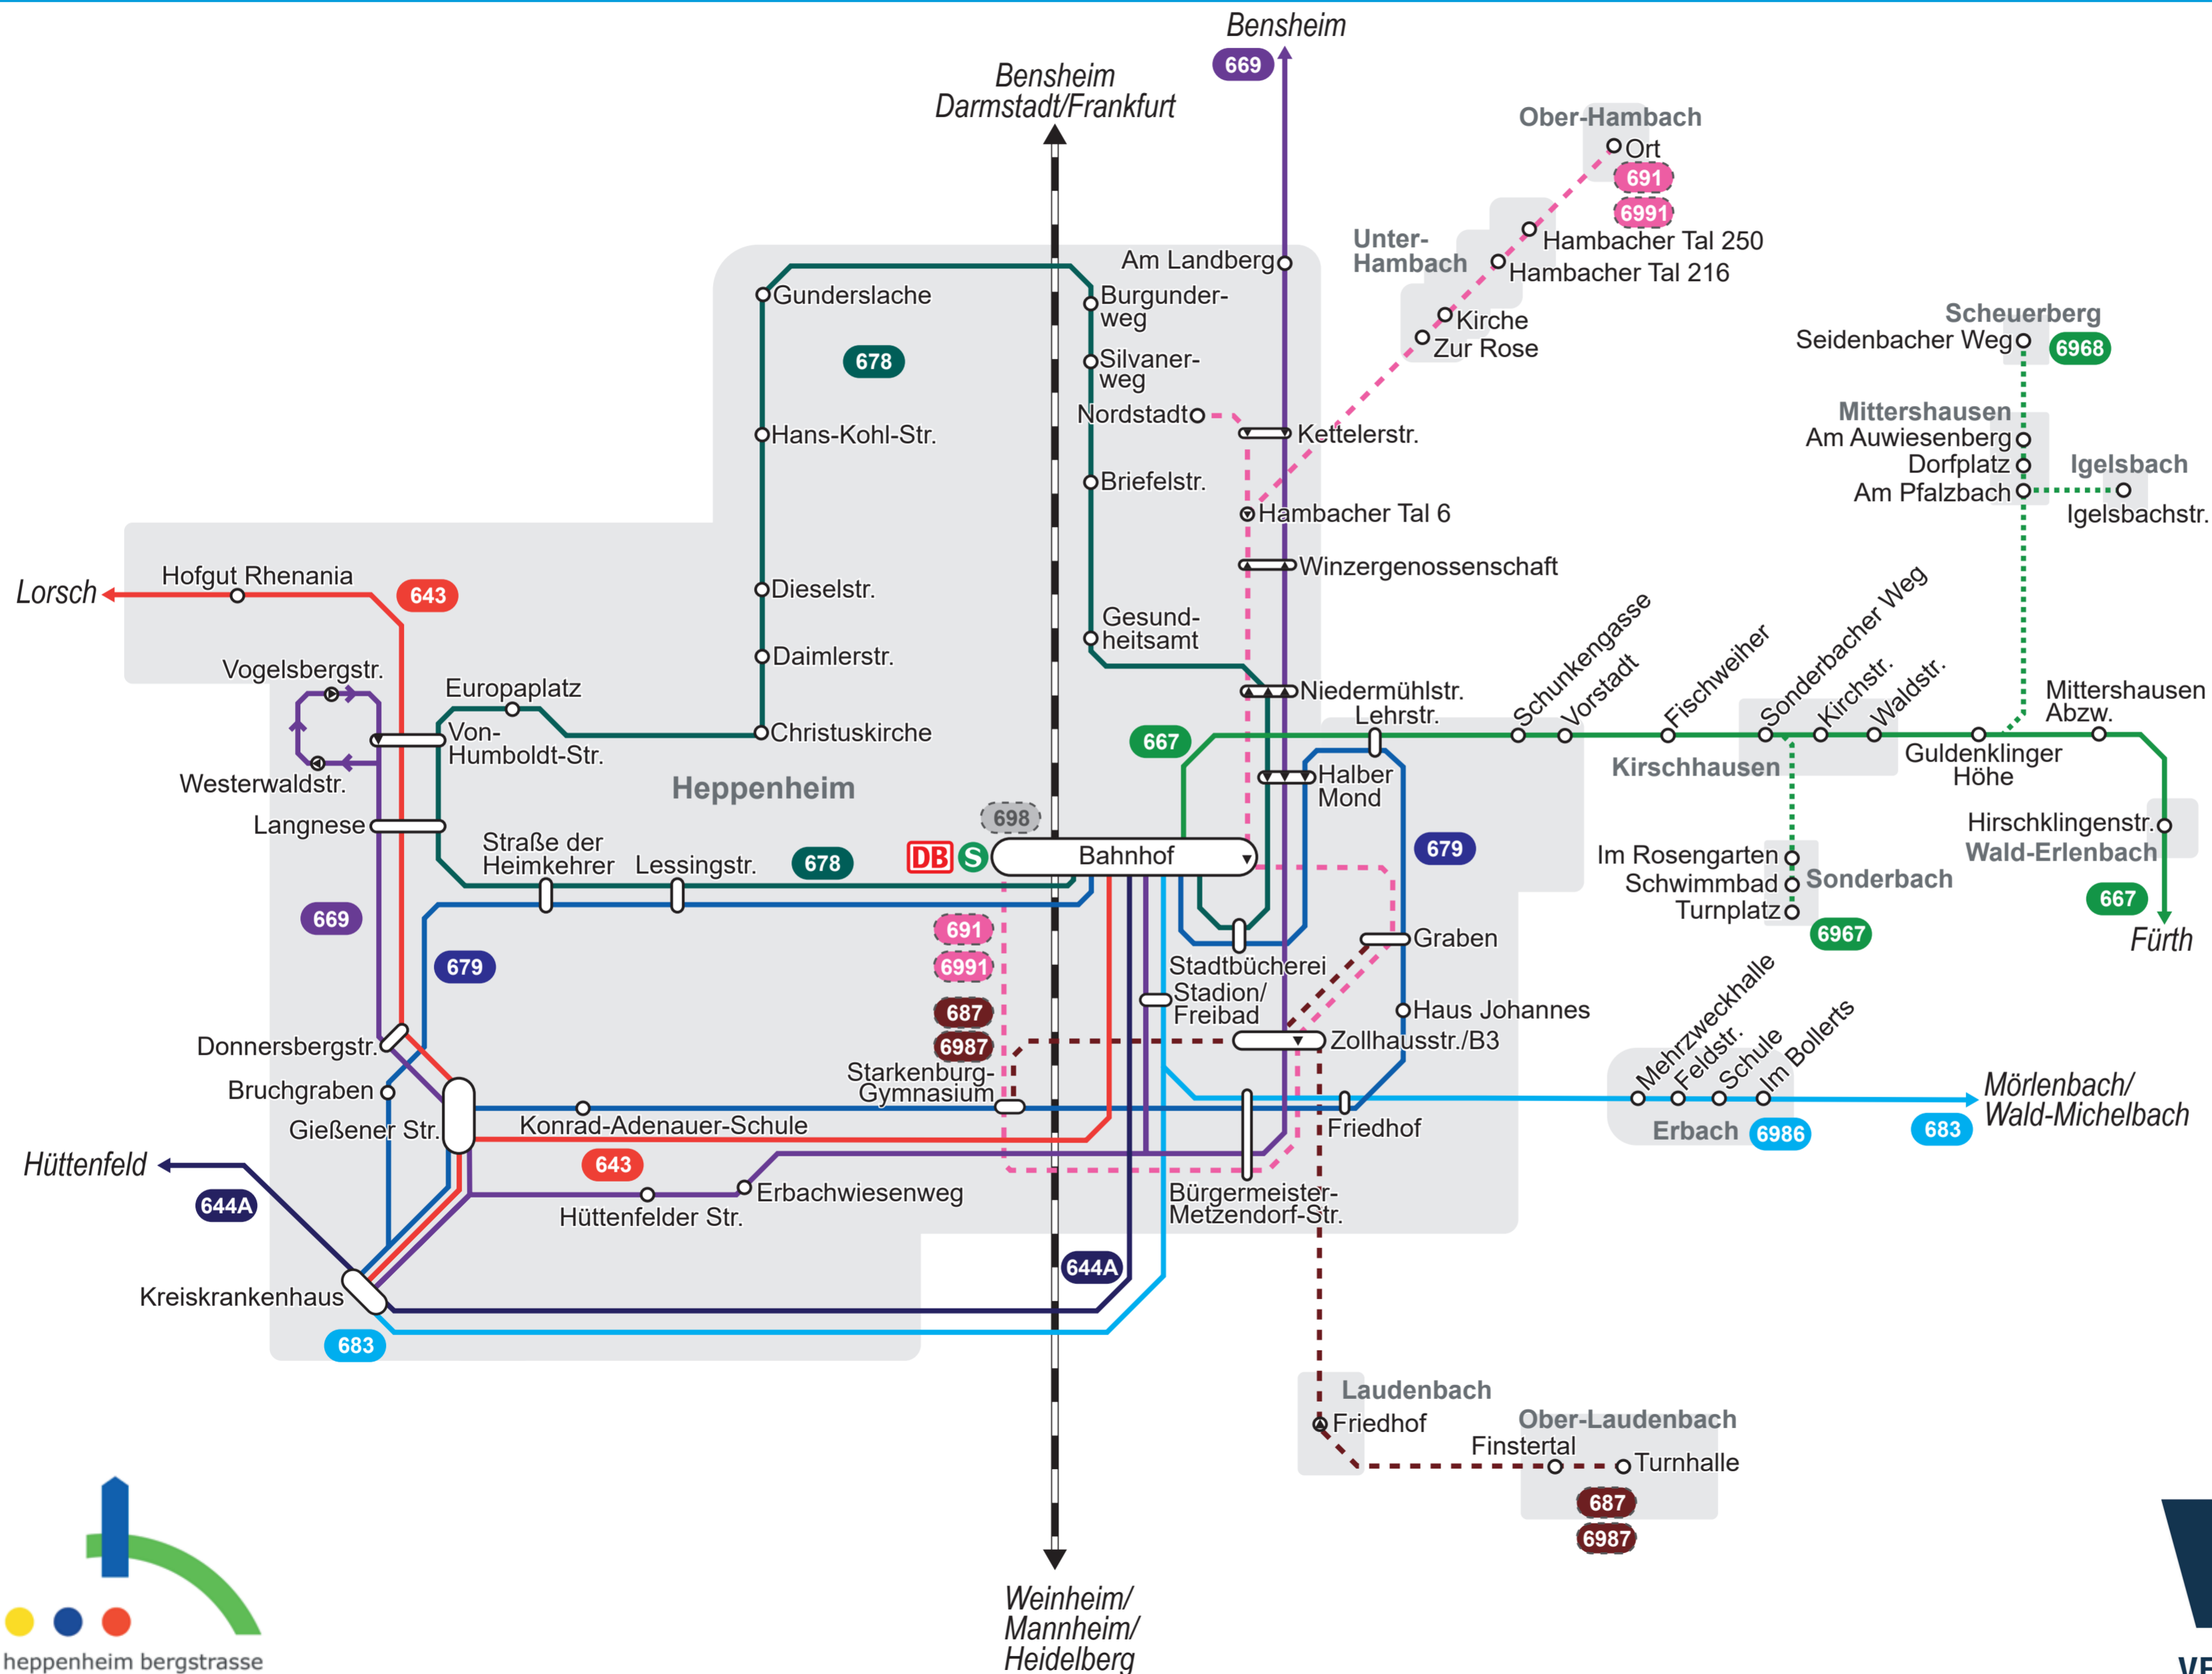 Bensheim
669
Bensheim
Darmstadt/Frankfurt
Ober-Hambach
Ort
691
6991
Unter-
Hambach
Hambacher Tal 250
Hambacher Tal 216
Kirche
Zur Rose
Am Landberg
Gunderslache
Burgunder-
weg
678
Silvaner-
weg
Nordstadt
Kettelerstr.
Hans-Kohl-Str.
Briefelstr.
Hambacher Tal 6
Winzergenossenschaft
Scheuerberg
Seidenbacher Weg
6968
Mittershausen
Am Auwiesenberg
Dorfplatz
Igelsbach
Am Pfalzbach
Igelsbachstr.
Lorsch
Hofgut Rhenania
643
Dieselstr.
Gesund-
heitsamt
Daimlerstr.
Vogelsbergstr.
Europaplatz
Niedermühlstr.
Lehrstr.
Schunkengasse
Vorstadt
Fischweiher
Sonderbacher Weg
Kirchstr.
Waldstr.
Mittershausen
Abzw.
Von-
Humboldt-Str.
Christuskirche
667
Guldenklinger
Höhe
Kirschhausen
Westerwaldstr.
Heppenheim
Halber
Mond
698
Langnese
Straße der
Heimkehrer
Lessingstr.
678
DB
S
Bahnhof
679
Hirschklingenstr.
Wald-Erlenbach
Im Rosengarten
Schwimmbad
Sonderbach
Turnplatz
6967
667
Fürth
669
679
691
6991
687
6987
Graben
Stadtbücherei
Stadion/
Freibad
Haus Johannes
Zollhausstr./B3
Donnersbergstr.
Bruchgraben
Gießener Str.
Starkenburg-
Gymnasium
Konrad-Adenauer-Schule
Friedhof
Mehrzweckhalle
Feldstr.
Schule
Im Bollerts
Erbach
6986
683
Mörlenbach/
Wald-Michelbach
Hüttenfeld
644A
643
Erbachwiesenweg
Hüttenfelder Str.
Bürgermeister-
Metzendorf-Str.
644A
Kreiskrankenhaus
683
Laudenbach
Friedhof
Ober-Laudenbach
Finstertal
Turnhalle
687
6987
Weinheim/
Mannheim/
Heidelberg
heppenheim bergstrasse